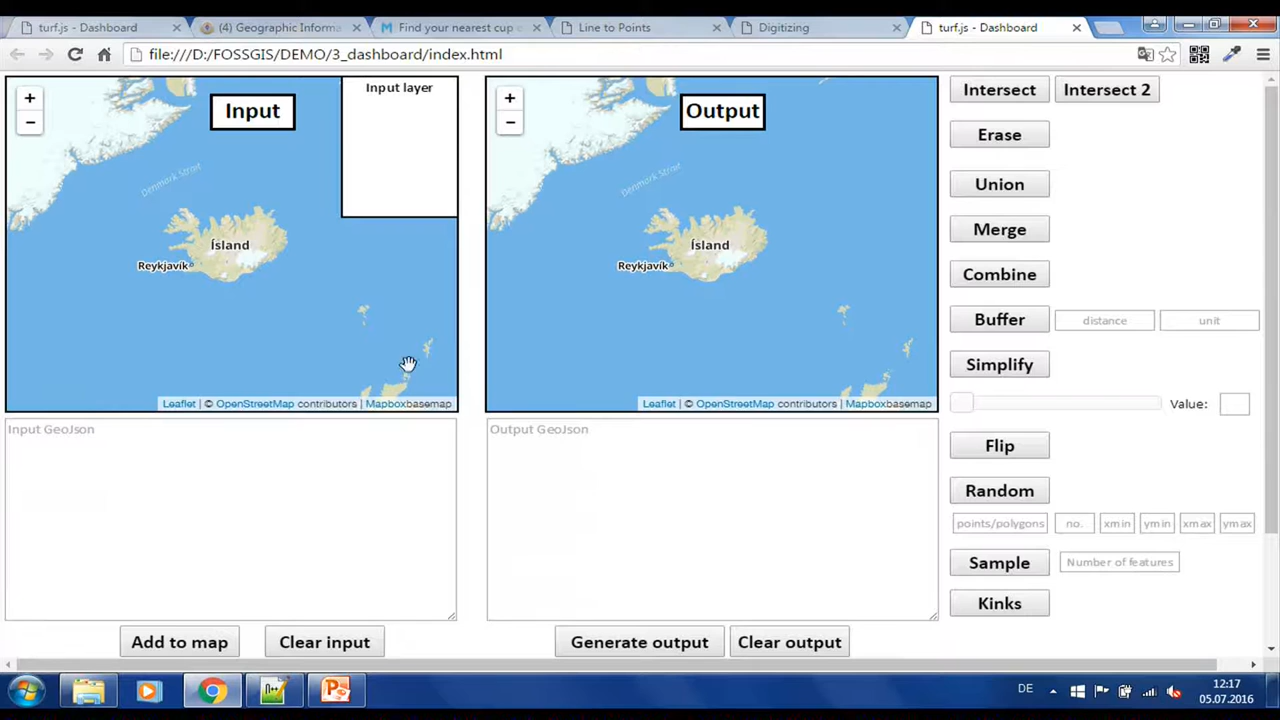 turf.js - Dashboard
(4) Geographic Informa
Find your nearest cup o
Line to Points
Digitizing
turf.js - Dashboard
file:///D:/FOSSGIS/DEMO/3_dashboard/index.html
+
−
Input
Input layer
Denmark Strait
Ísland
Reykjavík
Leaflet | © OpenStreetMap contributors | Mapboxbasemap
+
−
Output
Denmark Strait
Ísland
Reykjavík
Leaflet | © OpenStreetMap contributors | Mapboxbasemap
Intersect
Intersect 2
Erase
Union
Merge
Combine
Buffer
distance
unit
Simplify
Value:
Flip
Random
points/polygons
no.
xmin
ymin
xmax
ymax
Sample
Number of features
Kinks
Input GeoJson
Output GeoJson
Add to map
Clear input
Generate output
Clear output
DE
12:17
05.07.2016